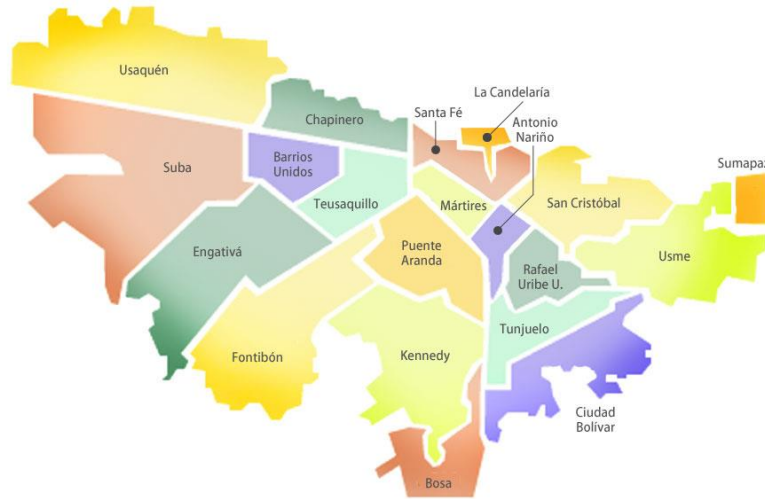 Usaquén
La Candelaría
Santa Fé
Chapinero
Antonio
Nariño
Barrios
Unidos
Suba
Sumapaz
Teusaquillo
Mártires
San Cristóbal
Engativá
Puente
Aranda
Usme
Rafael
Uribe U.
Fontibón
Kennedy
Tunjuelo
Ciudad
Bolívar
Bosa